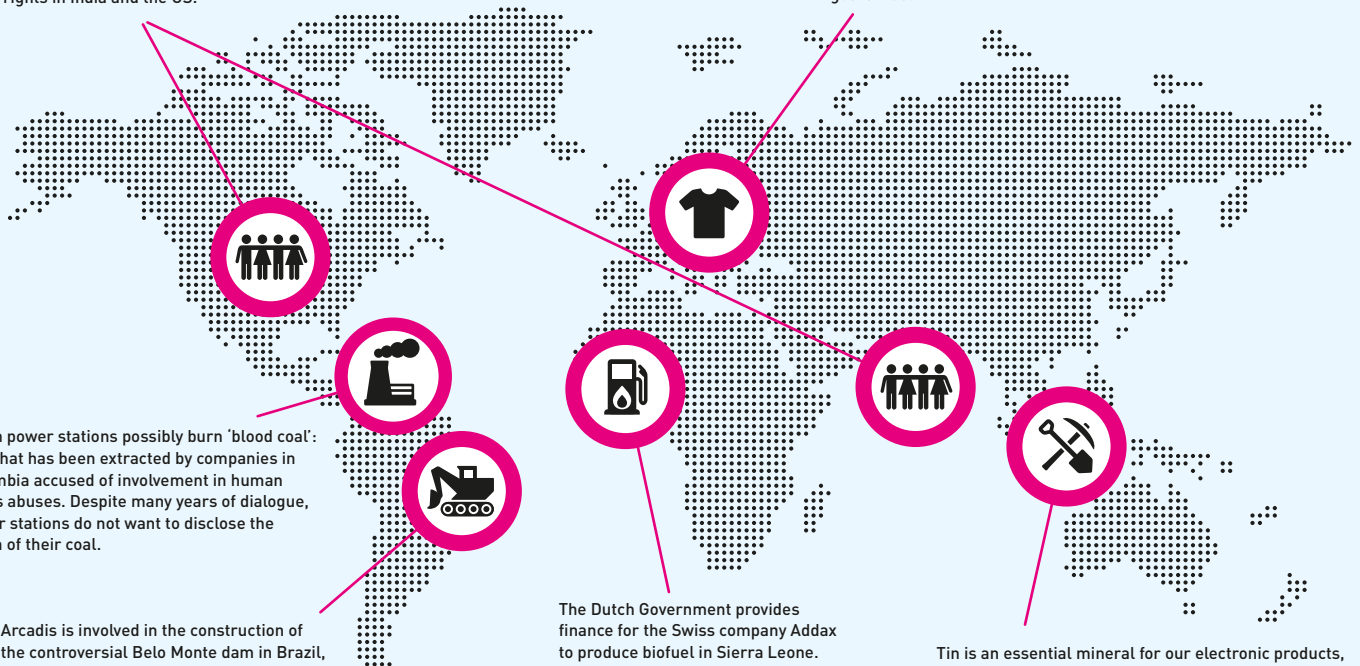 rights in India and the US.
power stations possibly burn ‘blood coal’:
that has been extracted by companies in
accused of involvement in human
abuses. Despite many years of dialogue,
stations do not want to disclose the
of their coal.
Arcadis is involved in the construction of
the controversial Belo Monte dam in Brazil,
The Dutch Government provides
finance for the Swiss company Addax
to produce biofuel in Sierra Leone.
Tin is an essential mineral for our electronic products,